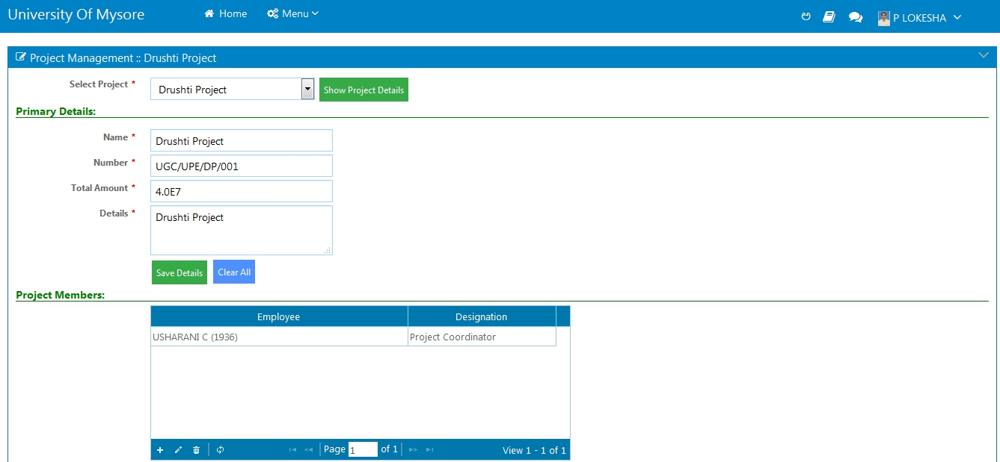 University Of Mysore
Home
Menu
P LOKESHA
Project Management :: Drushti Project
Select Project *
Drushti Project
Show Project Details
Primary Details:
Name *
Drushti Project
Number *
UGC/UPE/DP/001
Total Amount *
4.0E7
Details *
Drushti Project
Save Details
Clear All
Project Members:
Employee
Designation
USHARANI C (1936)
Project Coordinator
Page 1 of 1
View 1 - 1 of 1